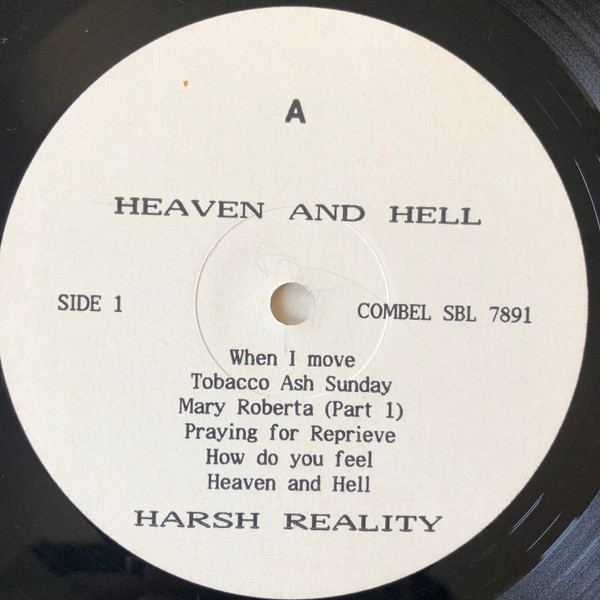 A
HEAVEN AND HELL
SIDE 1
COMBEL SBL 7891
When I move
Tobacco Ash Sunday
Mary Roberta (Part 1)
Praying for Reprieve
How do you feel
Heaven and Hell
HARSH REALITY